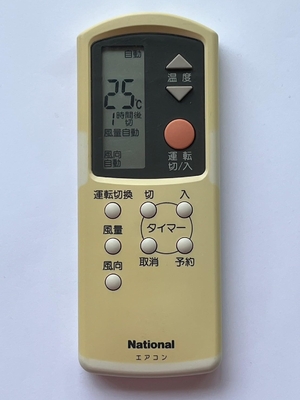 自動
温度
25℃
1時間後
切
風量自動
風向
自動
運転
切/入
運転切換 切 入
風量 タイマー
風向 取消 予約
National
エアコン